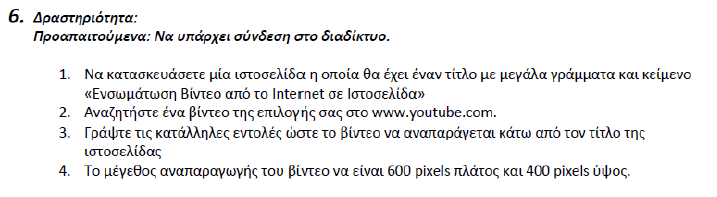 6. Δραστηριότητα:
Προαπαιτούμενα: Να υπάρχει σύνδεση στο διαδίκτυο.
1. Να κατασκευάσετε μία ιστοσελίδα η οποία θα έχει έναν τίτλο με μεγάλα γράμματα και κείμενο
«Ενσωμάτωση Βίντεο από το Internet σε Ιστοσελίδα»
2. Αναζητήστε ένα βίντεο της επιλογής σας στο www.youtube.com.
3. Γράψτε τις κατάλληλες εντολές ώστε το βίντεο να αναπαράγεται κάτω από τον τίτλο της
ιστοσελίδας
4. Το μέγεθος αναπαραγωγής του βίντεο να είναι 600 pixels πλάτος και 400 pixels ύψος.